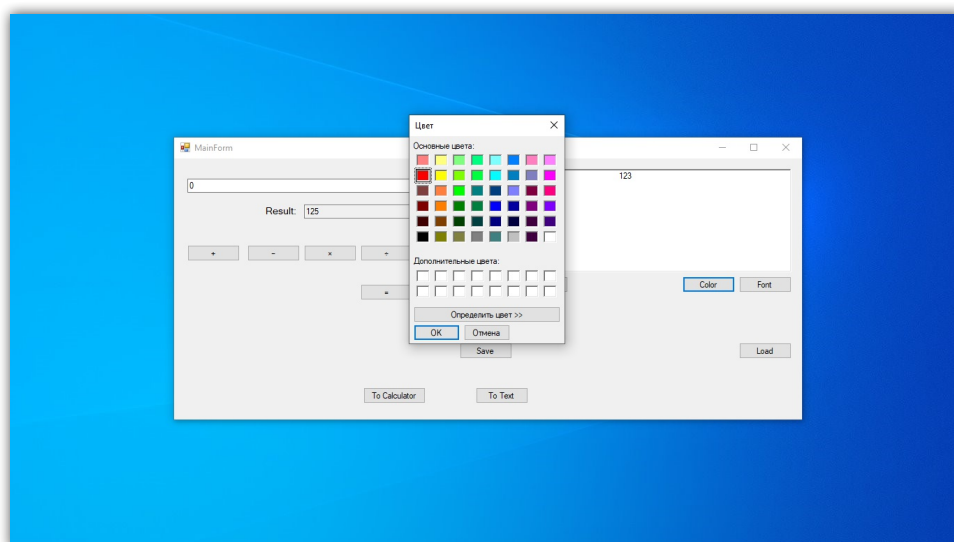 Цвет
MainForm
Основные цвета:
0
123
Result: 125
+ − × ÷
Дополнительные цвета:
=
Color Font
Определить цвет >>
OK Отмена
Save Load
To Calculator To Text